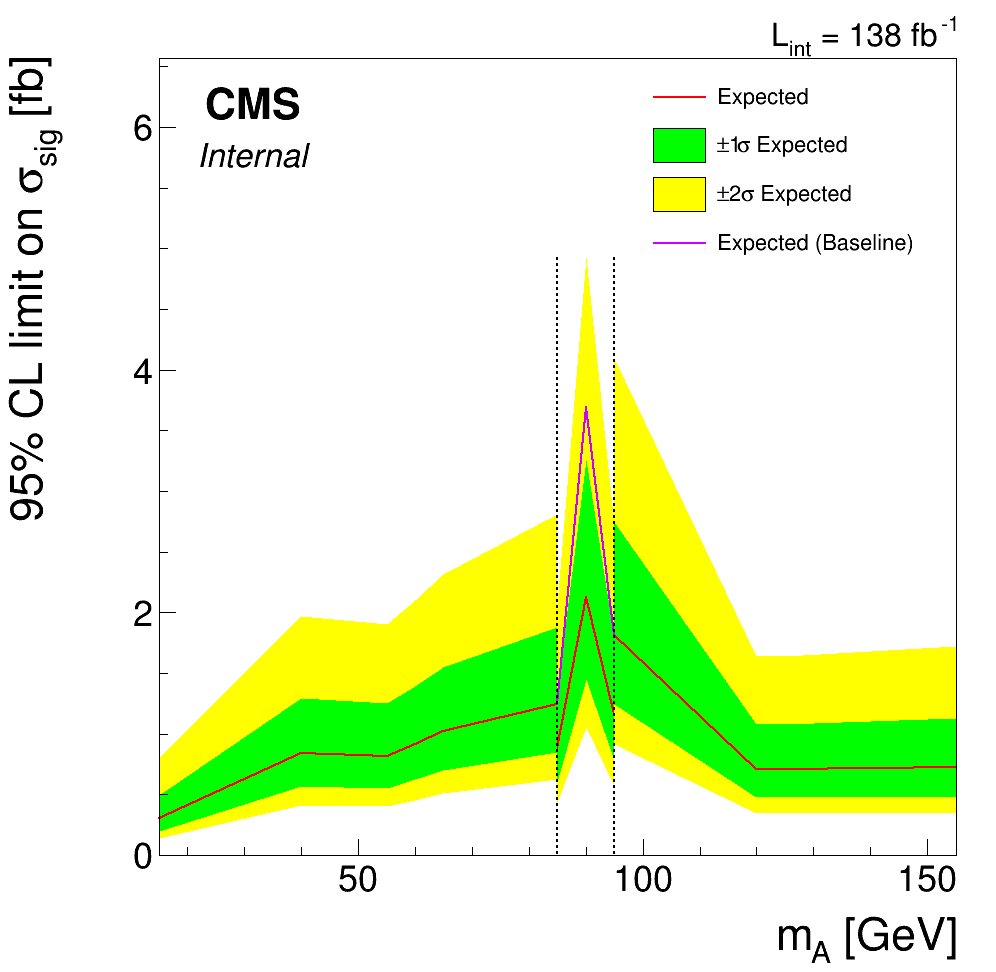 L_int = 138 fb^-1
CMS
Internal
Expected
±1σ Expected
±2σ Expected
Expected (Baseline)
95% CL limit on σ_sig [fb]
6
4
2
0
50
100
150
m_A [GeV]